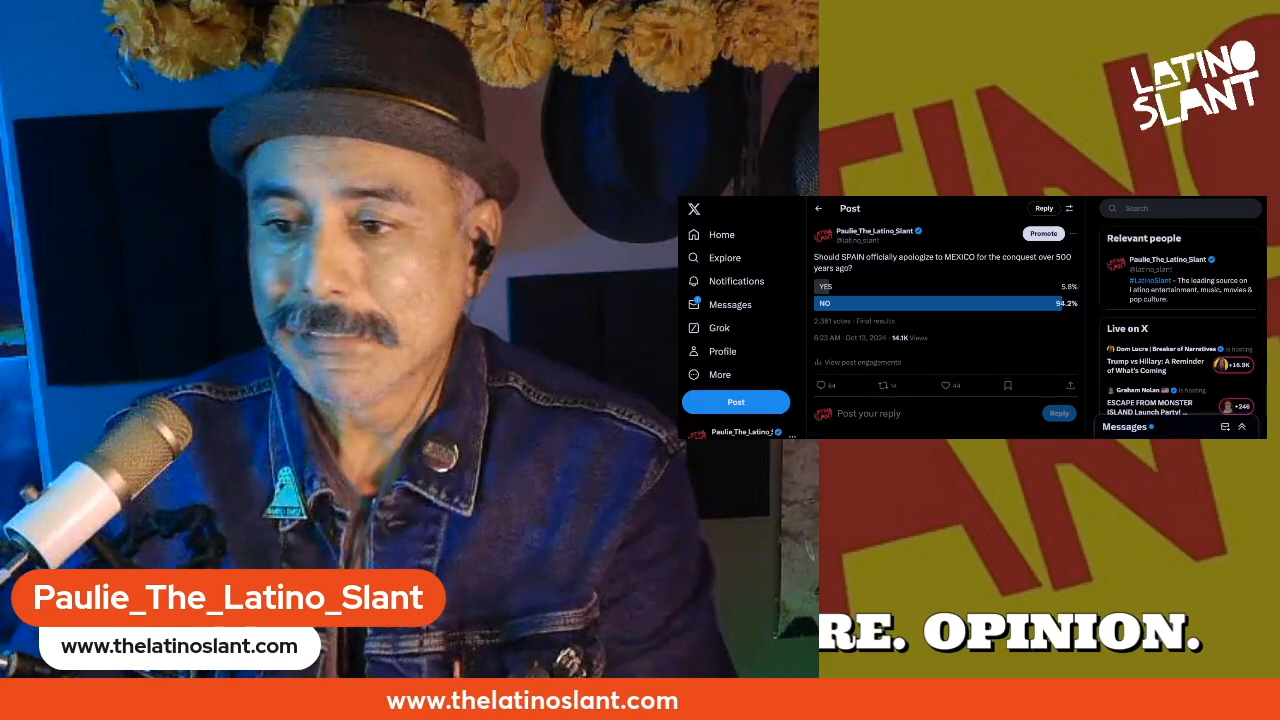 LATINO
SLANT
Post
Reply
Search
Home
Explore
Notifications
Messages
Grok
Profile
More
Post
Paulie_The_Latino_S
Paulie_The_Latino_Slant
@latino_slant
Promote
Should SPAIN officially apologize to MEXICO for the conquest over 500
years ago?
YES
5.8%
NO
94.2%
2,381 votes · Final results
6:23 AM · Oct 13, 2024 · 14.1K Views
View post engagements
64
14
44
Post your reply
Reply
Relevant people
Paulie_The_Latino_Slant
@latino_slant
#LatinoSlant - The leading source on
Latino entertainment, music, movies &
pop culture.
Live on X
Dom Lucre | Breaker of Narratives is hosting
Trump vs Hillary: A Reminder
of What's Coming
+16.9K
Graham Nolan is hosting
ESCAPE FROM MONSTER
ISLAND Launch Party! ..
+246
Messages
Paulie_The_Latino_Slant
www.thelatinoslant.com
RE. OPINION.
www.thelatinoslant.com